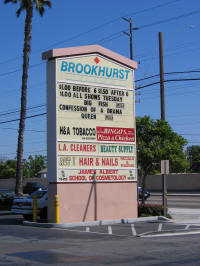 BROOKHURST
$1.00 BEFORE 6 $1.50 AFTER 6
$1.00 ALL SHOWS TUESDAY
BIG FISH
CONFESSION OF A DRAMA
QUEEN
H&A TOBACCO
BINGO'S
Pizza & Chicken
L.A. CLEANERS
BEAUTY SUPPLY
HAIR & NAILS
JAMES ALBERT
SCHOOL of COSMETOLOGY